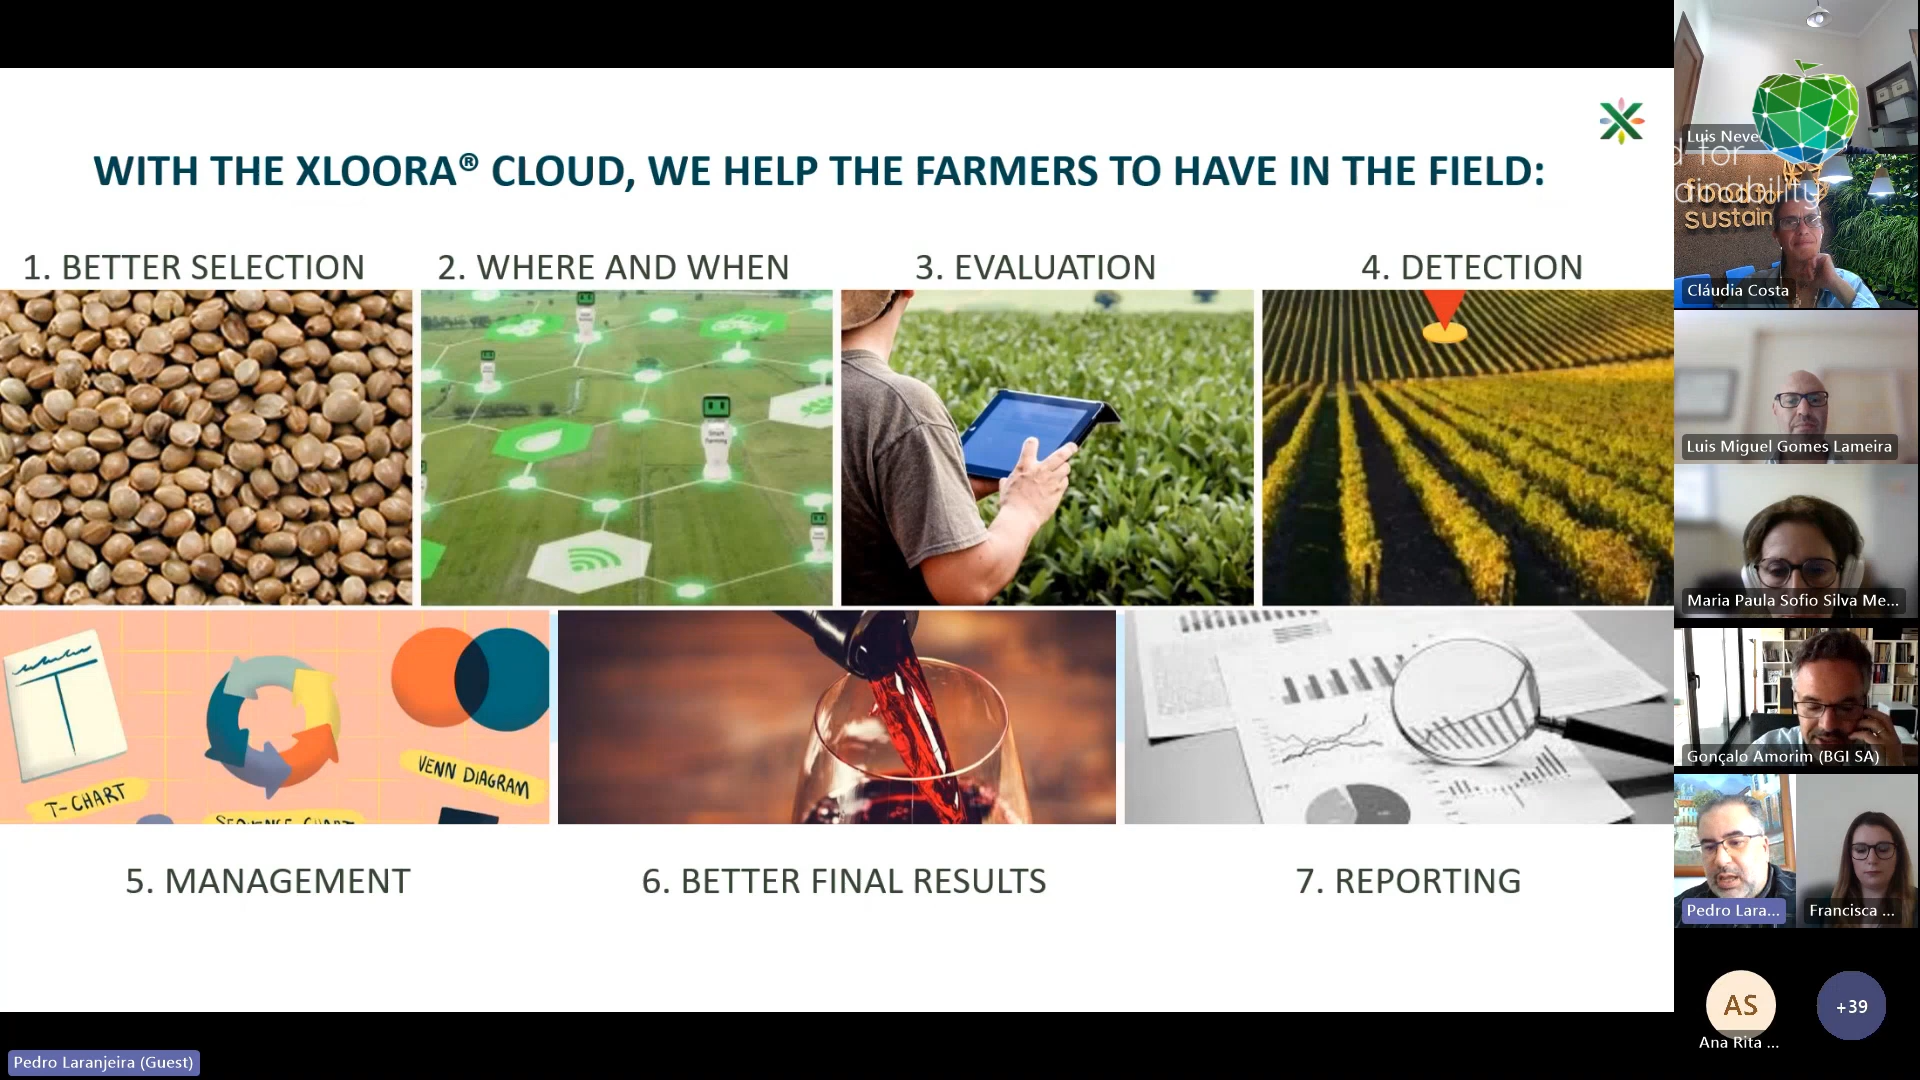 WITH THE XLOORA® CLOUD, WE HELP THE FARMERS TO HAVE IN THE FIELD:
1. BETTER SELECTION
2. WHERE AND WHEN
3. EVALUATION
4. DETECTION
T-CHART
VENN DIAGRAM
5. MANAGEMENT
6. BETTER FINAL RESULTS
7. REPORTING
Pedro Laranjeira (Guest)
Luis Neve
d for
food for
sustain
Cláudia Costa
Luis Miguel Gomes Lameira
Maria Paula Sofio Silva Me...
Gonçalo Amorim (BGI SA)
Pedro Lara...
Francisca ...
AS
Ana Rita ...
+39